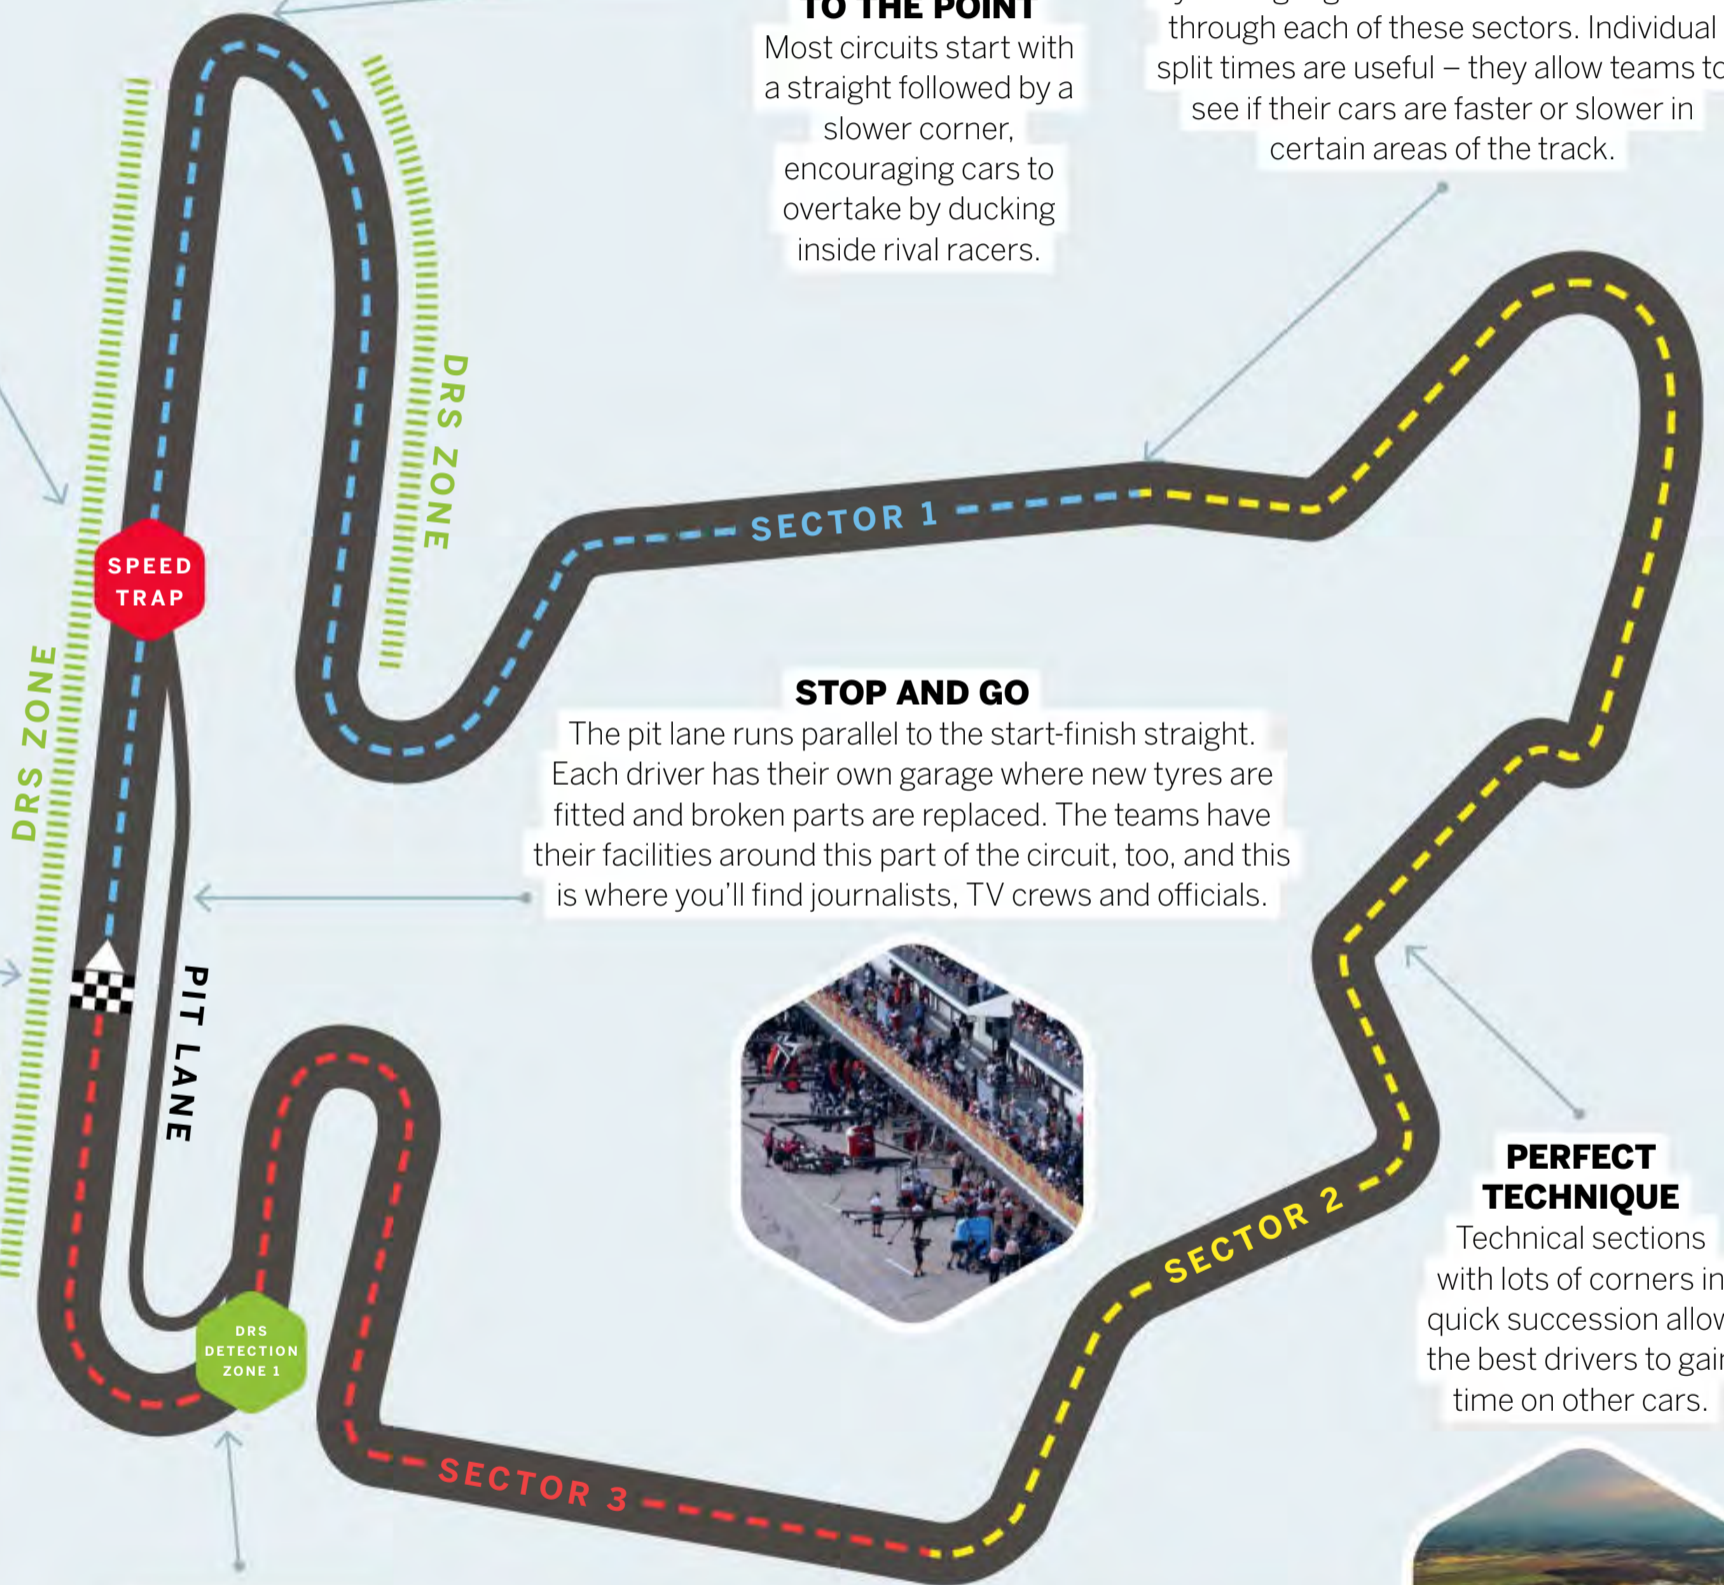 TO THE POINT
Most circuits start with
a straight followed by a
slower corner,
encouraging cars to
overtake by ducking
inside rival racers.
through each of these sectors. Individual
split times are useful – they allow teams to
see if their cars are faster or slower in
certain areas of the track.
DRS ZONE
SECTOR 1
SPEED
TRAP
DRS ZONE
STOP AND GO
The pit lane runs parallel to the start-finish straight.
Each driver has their own garage where new tyres are
fitted and broken parts are replaced. The teams have
their facilities around this part of the circuit, too, and this
is where you'll find journalists, TV crews and officials.
PIT LANE
PERFECT
TECHNIQUE
Technical sections
with lots of corners in
quick succession allow
the best drivers to gain
time on other cars.
SECTOR 2
DRS
DETECTION
ZONE 1
SECTOR 3